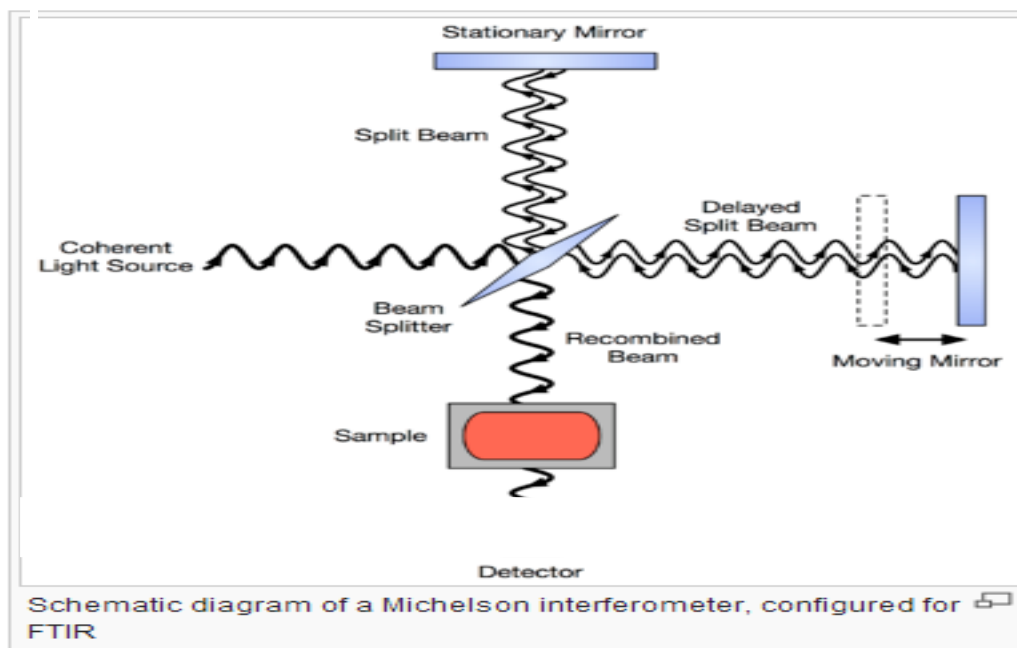 Stationary Mirror
Split Beam
Delayed
Split Beam
Coherent
Light Source
Beam
Splitter
Recombined
Beam
Moving Mirror
Sample
Detector
Schematic diagram of a Michelson interferometer, configured for
FTIR